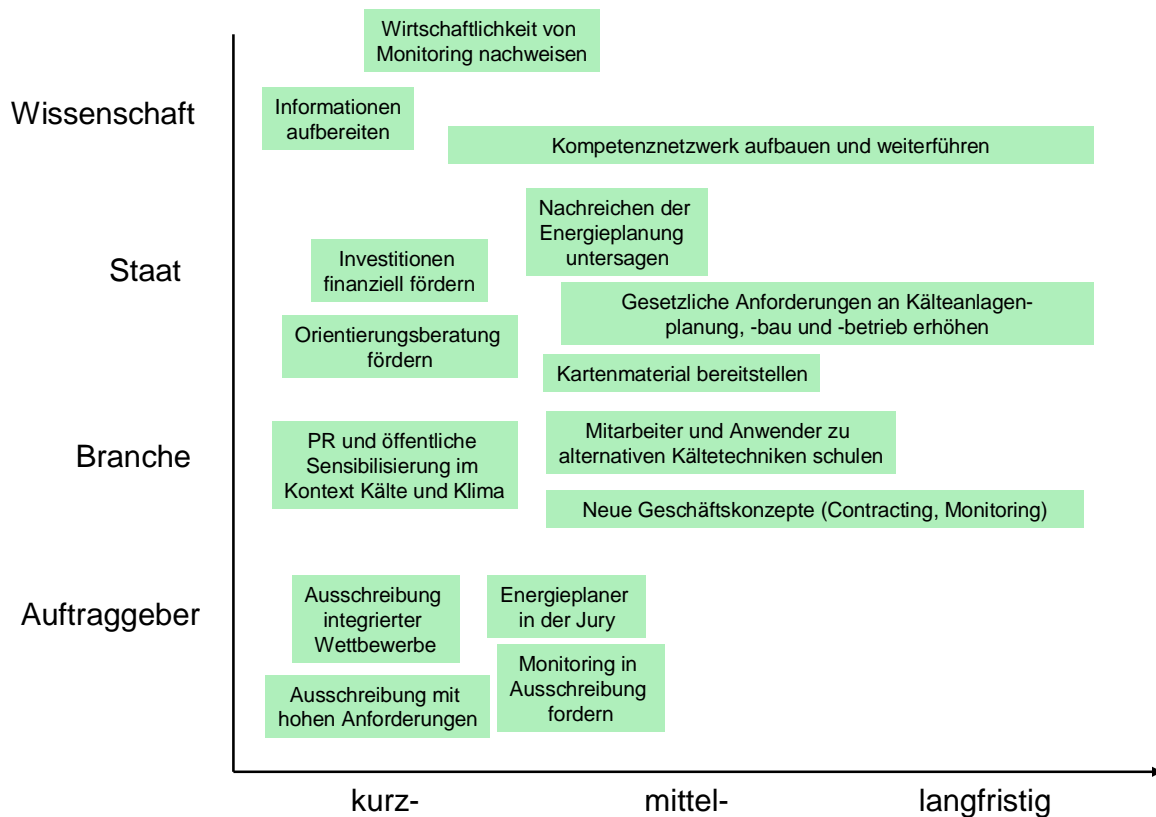 Wirtschaftlichkeit von
Monitoring nachweisen
Wissenschaft
Informationen
aufbereiten
Kompetenznetzwerk aufbauen und weiterführen
Nachreichen der
Energieplanung
untersagen
Staat
Investitionen
finanziell fördern
Gesetzliche Anforderungen an Kälteanlagen-
planung, -bau und -betrieb erhöhen
Orientierungsberatung
fördern
Kartenmaterial bereitstellen
Branche
PR und öffentliche
Sensibilisierung im
Kontext Kälte und Klima
Mitarbeiter und Anwender zu
alternativen Kältetechniken schulen
Neue Geschäftskonzepte (Contracting, Monitoring)
Auftraggeber
Ausschreibung
integrierter
Wettbewerbe
Energieplaner
in der Jury
Ausschreibung mit
hohen Anforderungen
Monitoring in
Ausschreibung
fordern
kurz-
mittel-
langfristig